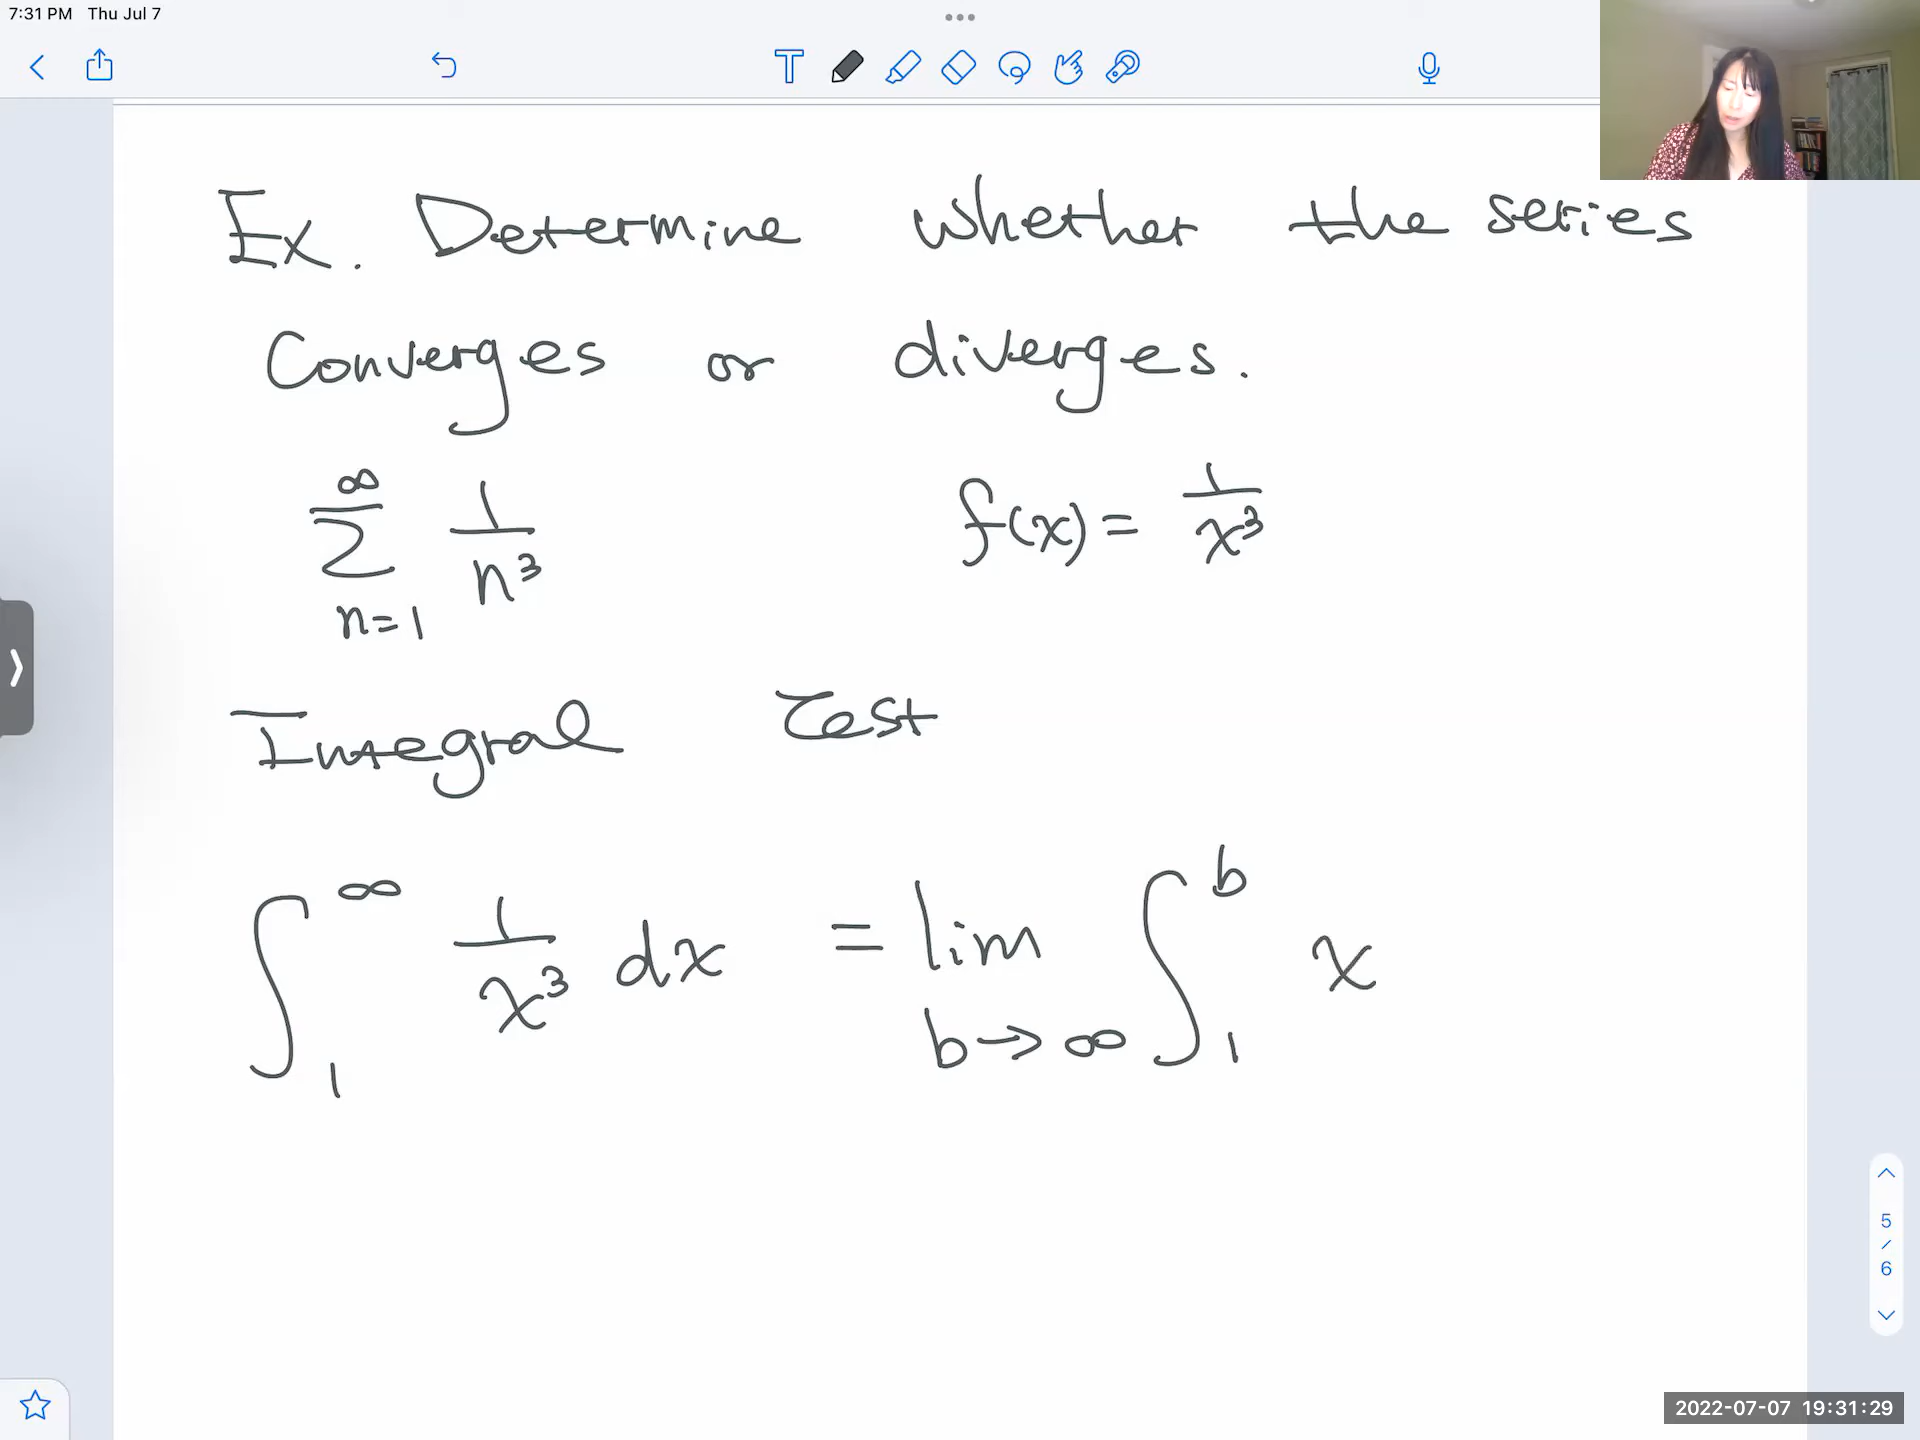 7:31 PM Thu Jul 7
Ex. Determine whether the series
Converges or diverges.
∞
∑ 1/n³ f(x) = 1/x³
n=1
Integral Test
∫₁^∞ 1/x³ dx = lim b→∞ ∫₁^b x
5
/
6
2022-07-07 19:31:29